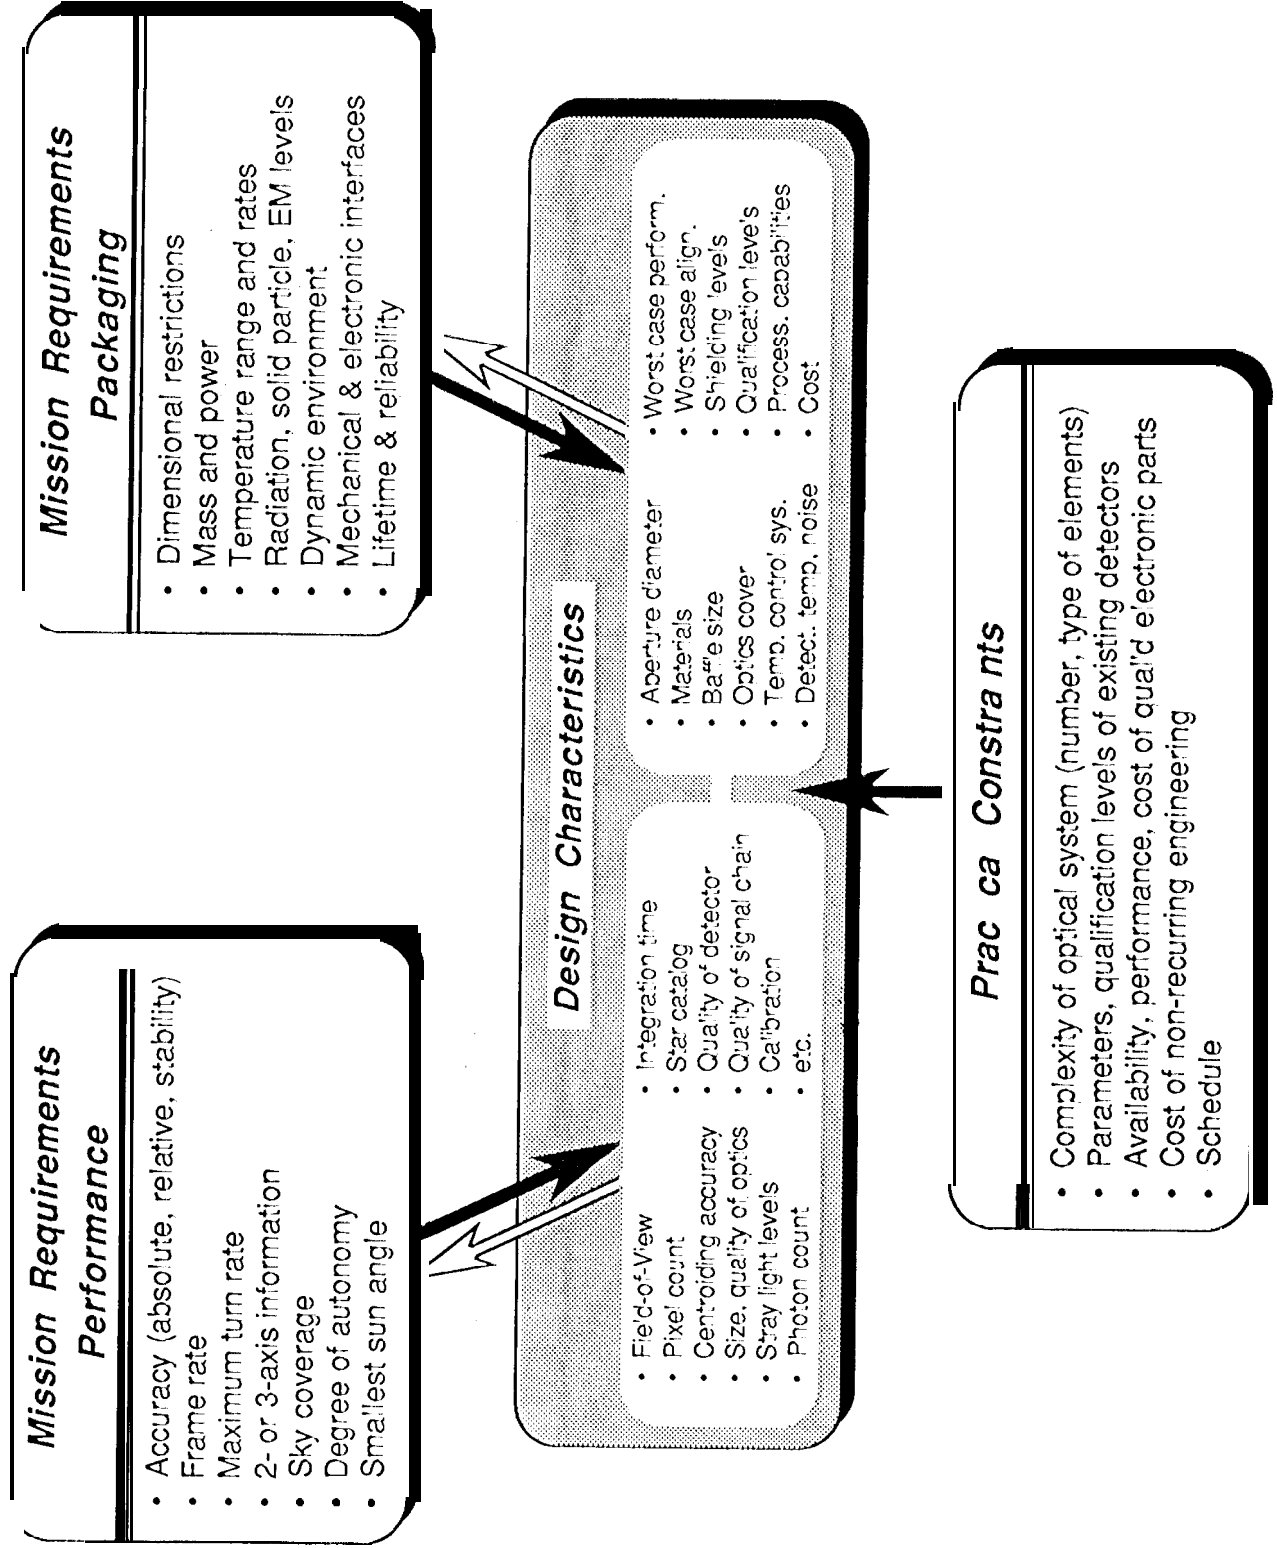 Mission Requirements
Performance
• Accuracy (absolute, relative, stability)
• Frame rate
• Maximum turn rate
• 2- or 3-axis information
• Sky coverage
• Degree of autonomy
• Smallest sun angle
Mission Requirements
Packaging
• Dimensional restrictions
• Mass and power
• Temperature range and rates
• Radiation, solid particle, EM levels
• Dynamic environment
• Mechanical & electronic interfaces
• Lifetime & reliability
Design Characteristics
• Field-of-View
• Pixel count
• Centroiding accuracy
• Size, quality of optics
• Stray light levels
• Photon count
• Integration time
• Star catalog
• Quality of detector
• Quality of signal chain
• Calibration
• etc.
• Aperture diameter
• Materials
• Baffle size
• Optics cover
• Temp. control sys.
• Detect. temp. noise
• Worst case perform.
• Worst case align.
• Shielding levels
• Qualification levels
• Process. capabilities
• Cost
Prac ca Constra nts
• Complexity of optical system (number, type of elements)
• Parameters, qualification levels of existing detectors
• Availability, performance, cost of qual'd electronic parts
• Cost of non-recurring engineering
• Schedule